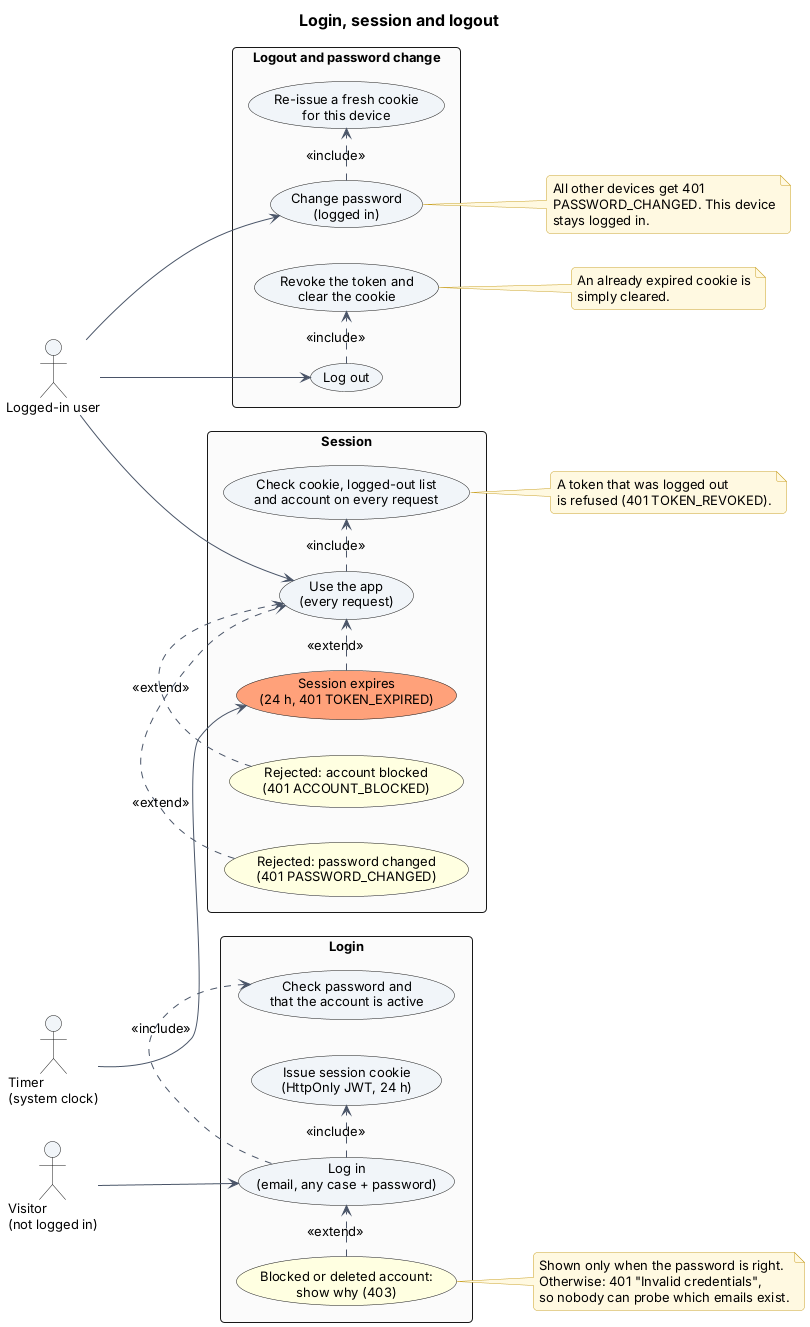 Login, session and logout
Logout and password change
Re-issue a fresh cookie
for this device
«include»
Change password
(logged in)
All other devices get 401
PASSWORD_CHANGED. This device
stays logged in.
Revoke the token and
clear the cookie
An already expired cookie is
simply cleared.
«include»
Log out
Logged-in user
Session
Check cookie, logged-out list
and account on every request
A token that was logged out
is refused (401 TOKEN_REVOKED).
«include»
Use the app
(every request)
«extend»
Session expires
(24 h, 401 TOKEN_EXPIRED)
«extend»
Rejected: account blocked
(401 ACCOUNT_BLOCKED)
«extend»
Rejected: password changed
(401 PASSWORD_CHANGED)
Login
Check password and
that the account is active
«include»
Timer
(system clock)
Issue session cookie
(HttpOnly JWT, 24 h)
«include»
Log in
(email, any case + password)
Visitor
(not logged in)
«extend»
Blocked or deleted account:
show why (403)
Shown only when the password is right.
Otherwise: 401 "Invalid credentials",
so nobody can probe which emails exist.